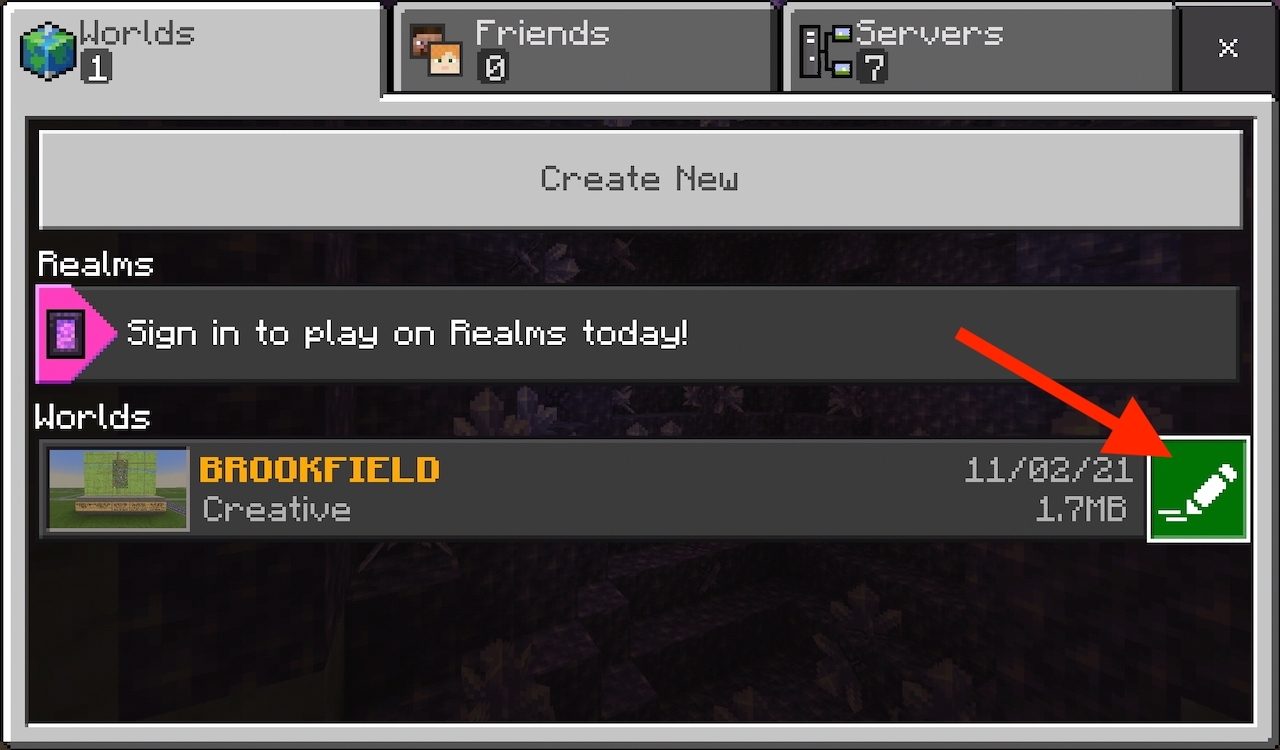 Worlds
1
Friends
0
Servers
7
Create New
Realms
Sign in to play on Realms today!
Worlds
BROOKFIELD
11/02/21
Creative
1.7MB